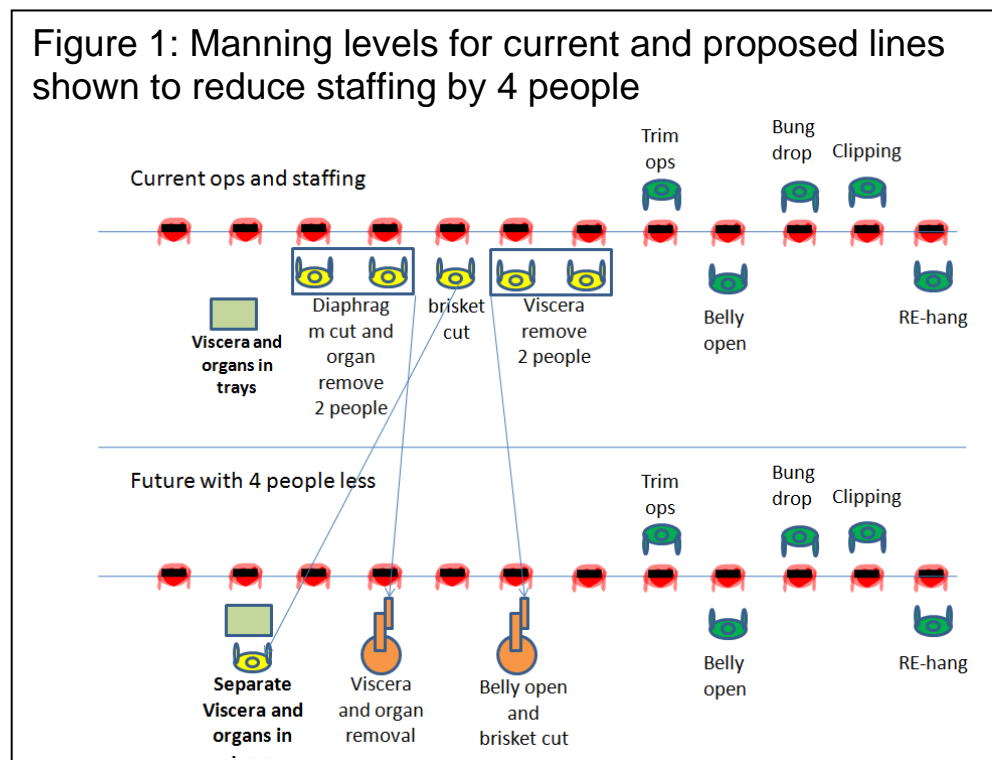 Figure 1: Manning levels for current and proposed lines
shown to reduce staffing by 4 people
Trim
ops
Bung
drop
Clipping
Current ops and staffing
Diaphrag
m cut and
organ
remove
2 people
brisket
cut
Viscera
remove
2 people
Belly
open
RE-hang
Viscera and
organs in
trays
Future with 4 people less
Trim
ops
Bung
drop
Clipping
Separate
Viscera and
organs in
Viscera
and organ
removal
Belly open
and
brisket cut
Belly
open
RE-hang